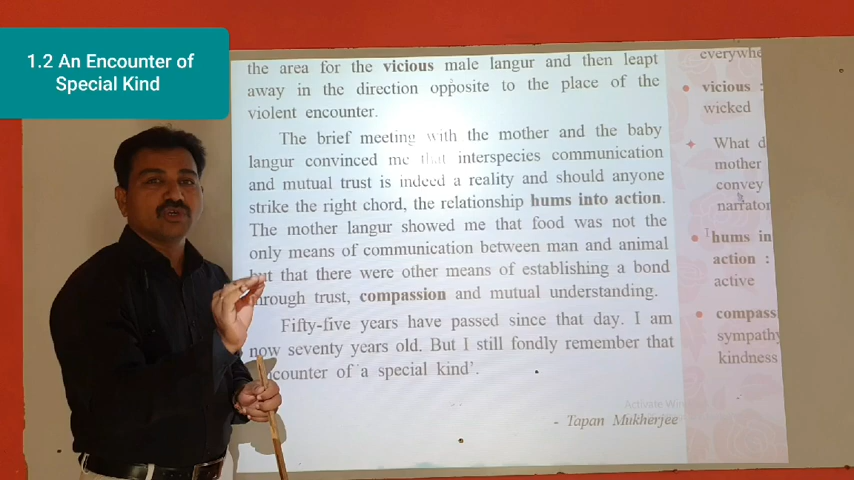 1.2 An Encounter of
Special Kind
the area for the vicious male langur and then leapt
away in the direction opposite to the place of the
violent encounter.
The brief meeting with the mother and the baby
langur convinced me that interspecies communication
and mutual trust is indeed a reality and should anyone
strike the right chord, the relationship hums into action.
The mother langur showed me that food was not the
only means of communication between man and animal
but that there were other means of establishing a bond
through trust, compassion and mutual understanding.
Fifty-five years have passed since that day. I am
now seventy years old. But I still fondly remember that
encounter of 'a special kind'.
- Tapan Mukherjee
everywhe
vicious :
wicked
What d
mother
convey
narrator
hums in
action :
active
compass
sympathy
kindness
Activate Win